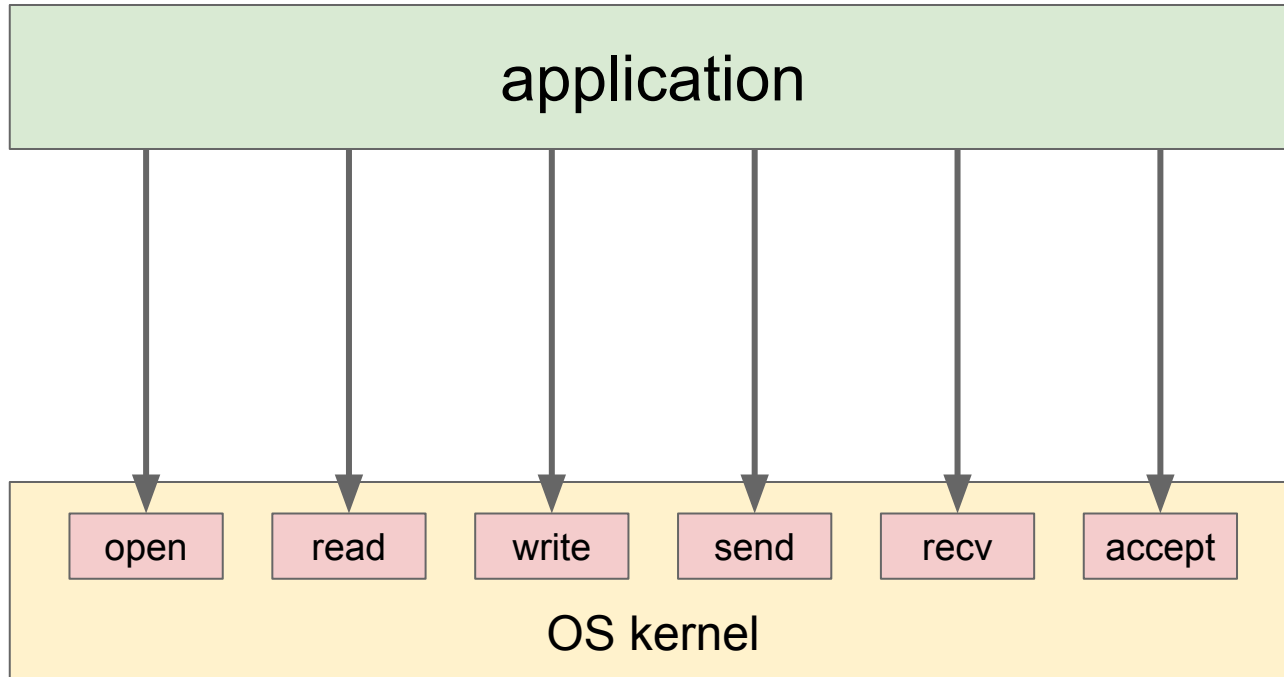 application
open read write send recv accept
OS kernel